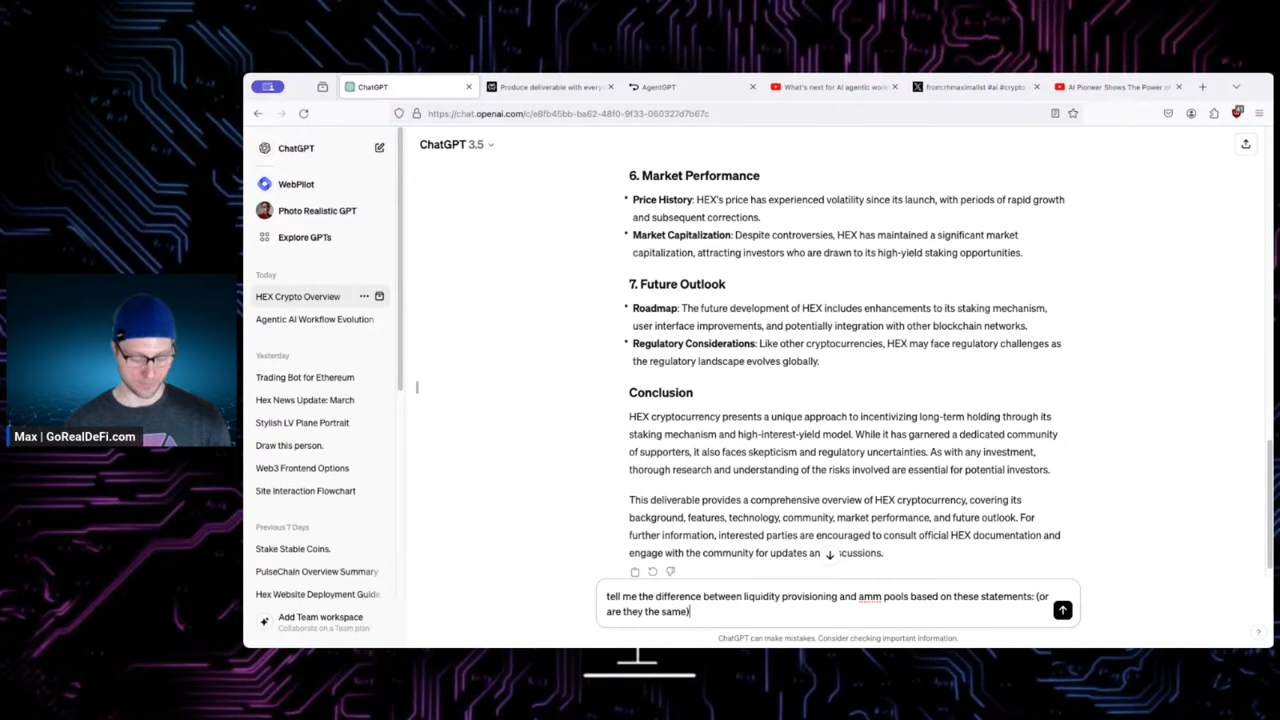 ChatGPT
Produce deliverable with every
AgentGPT
What's next for AI agentic work
from:rhmaximalist #ai #crypto
AI Pioneer Shows The Power of
https://chat.openai.com/c/e8fb45bb-ba62-48f0-9f33-060327d7b67c
ChatGPT
WebPilot
Photo Realistic GPT
Explore GPTs
Today
HEX Crypto Overview
Agentic AI Workflow Evolution
Yesterday
Trading Bot for Ethereum
Hex News Update: March
Stylish LV Plane Portrait
Draw this person.
Web3 Frontend Options
Site Interaction Flowchart
Previous 7 Days
Stake Stable Coins.
PulseChain Overview Summary
Hex Website Deployment Guide
Add Team workspace
Collaborate on a Team plan
ChatGPT 3.5
6. Market Performance
• Price History: HEX's price has experienced volatility since its launch, with periods of rapid growth
and subsequent corrections.
• Market Capitalization: Despite controversies, HEX has maintained a significant market
capitalization, attracting investors who are drawn to its high-yield staking opportunities.
7. Future Outlook
• Roadmap: The future development of HEX includes enhancements to its staking mechanism,
user interface improvements, and potentially integration with other blockchain networks.
• Regulatory Considerations: Like other cryptocurrencies, HEX may face regulatory challenges as
the regulatory landscape evolves globally.
Conclusion
HEX cryptocurrency presents a unique approach to incentivizing long-term holding through its
staking mechanism and high-interest-yield model. While it has garnered a dedicated community
of supporters, it also faces skepticism and regulatory uncertainties. As with any investment,
thorough research and understanding of the risks involved are essential for potential investors.
This deliverable provides a comprehensive overview of HEX cryptocurrency, covering its
background, features, technology, community, market performance, and future outlook. For
further information, interested parties are encouraged to consult official HEX documentation and
engage with the community for updates an cussions.
tell me the difference between liquidity provisioning and amm pools based on these statements: (or
are they the same)
ChatGPT can make mistakes. Consider checking important information.
?
Max | GoRealDeFi.com